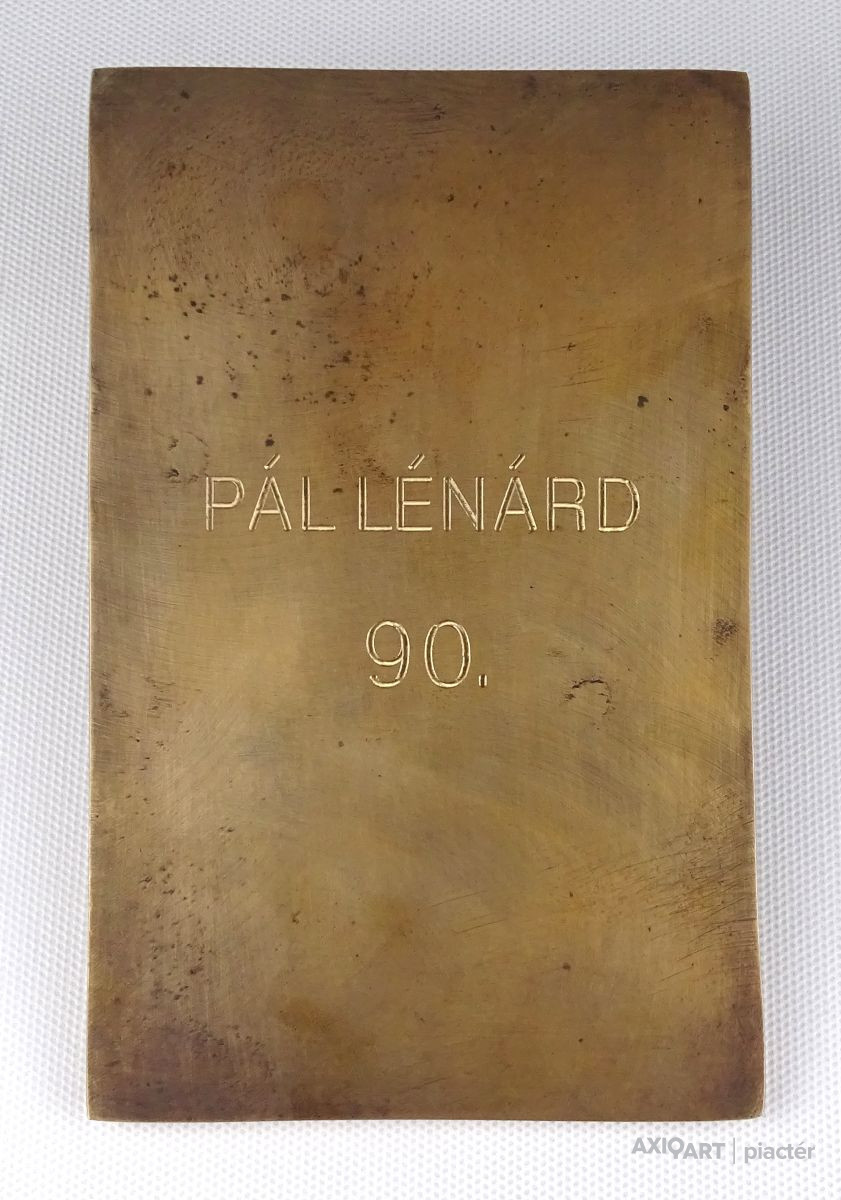 PÁL LÉNÁRD
90.
AXIOART | piactér